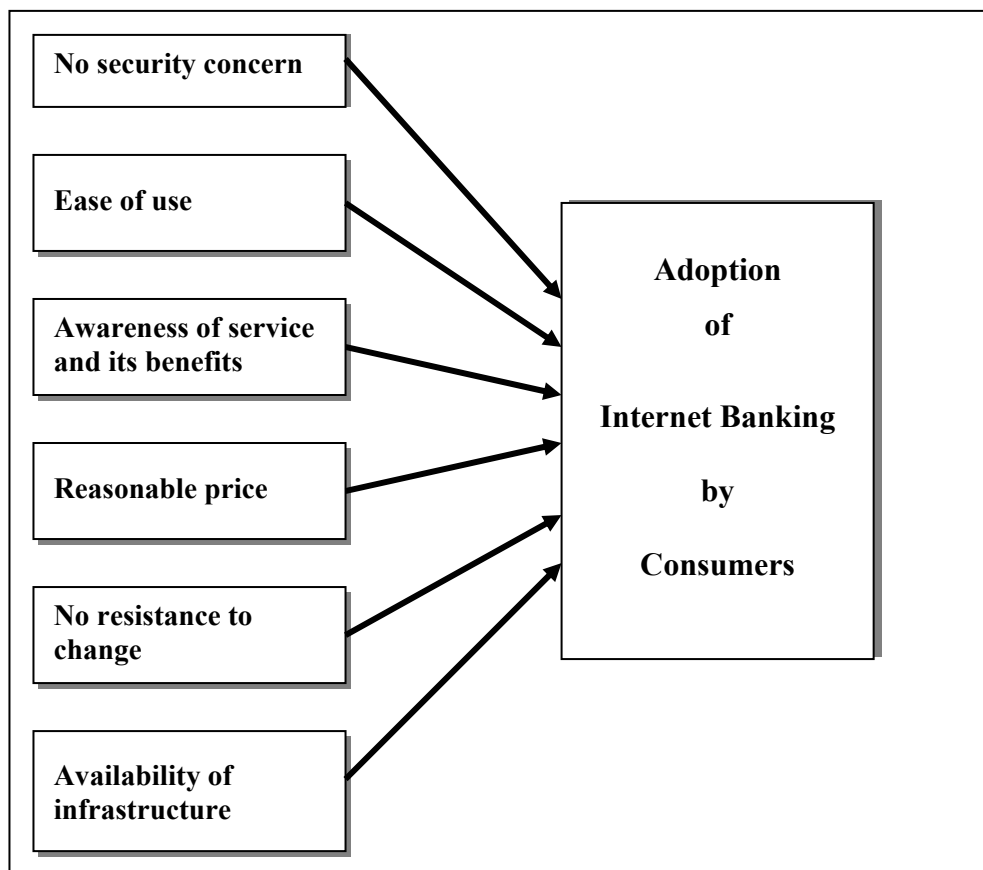 No security concern
Ease of use
Awareness of service
and its benefits
Reasonable price
No resistance to
change
Availability of
infrastructure
Adoption
of
Internet Banking
by
Consumers